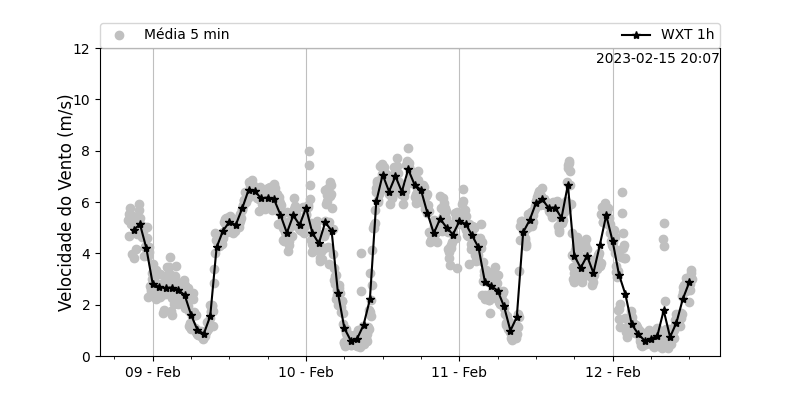 Média 5 min
WXT 1h
2023-02-15 20:07
Velocidade do Vento (m/s)
12
10
8
6
4
2
0
09 - Feb
10 - Feb
11 - Feb
12 - Feb